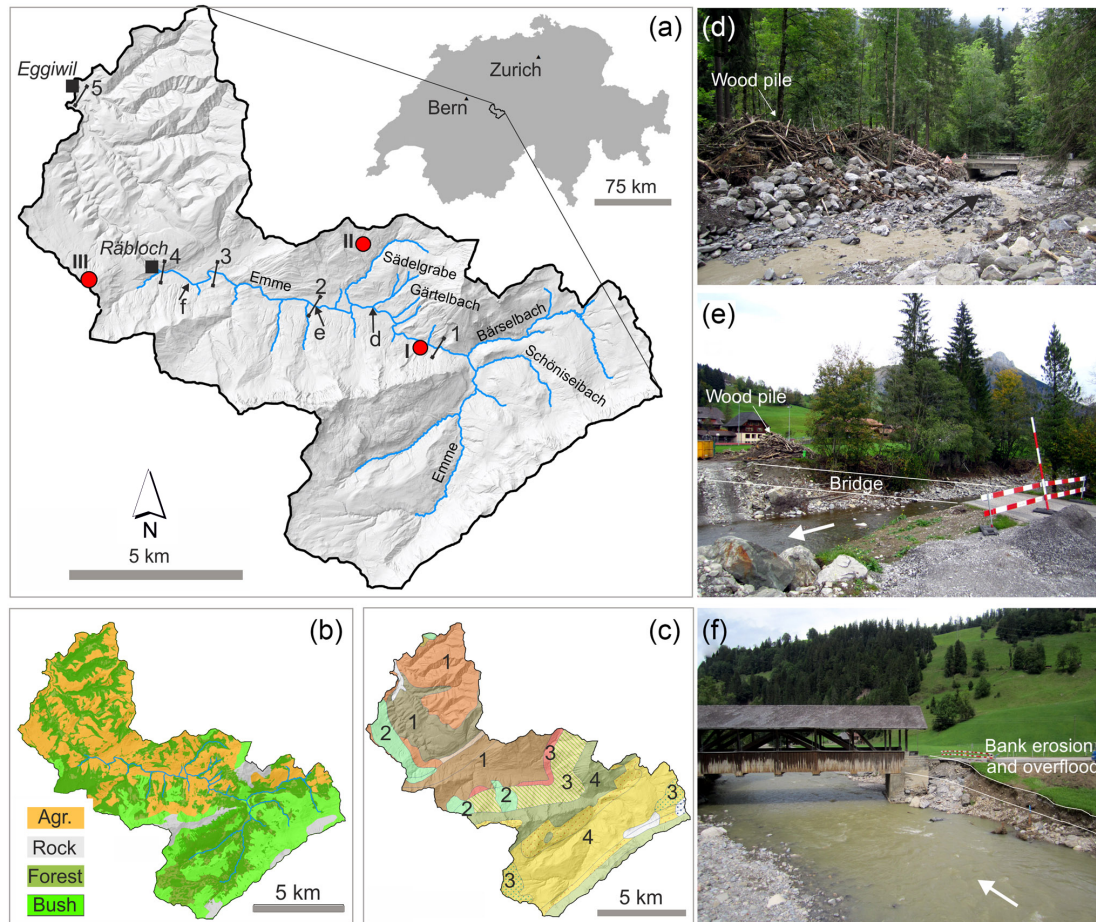 (a)
Eggiwil
5
Zurich
Bern
75 km
Räbloch
III
4
3
II
Sädelgrabe
Emme
Gärtelbach
2
f
e
d
Bärselbach
I
1
Schöniseibach
Emme
N
5 km
(b)
Agr.
Rock
Forest
Bush
5 km
(c)
1
2
1
1
3
3
4
2
2
3
4
3
5 km
(d)
Wood pile
(e)
Wood pile
Bridge
(f)
Bank erosion
and overflood